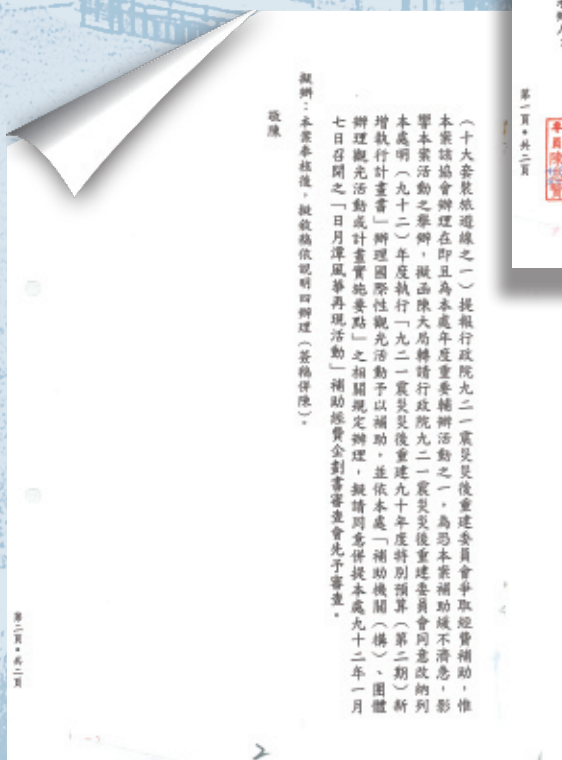 （十大套裝旅遊線之一）提報行政院九二一震災災後重建委員會爭取經費補助，惟
本案該協會辦理在即且為本處年度重要輔辦活動之一，為恐本案補助緩不濟急，影
響本案活動之舉辦，擬函陳大局轉請行政院九二一震災災後重建委員會同意改納列
本處明（九十二）年度執行「九二一震災災後重建九十年度特別預算（第二期）新
增執行計畫書」辦理國際性觀光活動予以補助，並依本處「補助機關（構）、團體
辦理觀光活動或計畫實施要點」之相關規定辦理，擬請同意併提本處九十二年一月
七日召開之「日月潭風華再現活動」補助經費企劃書審查會先予審查。
擬辦：本案奉核後，擬敘稿依說明四辦理（簽稿併陳）。
敬陳
第二頁，共二頁
第一頁，共二頁
專員陳